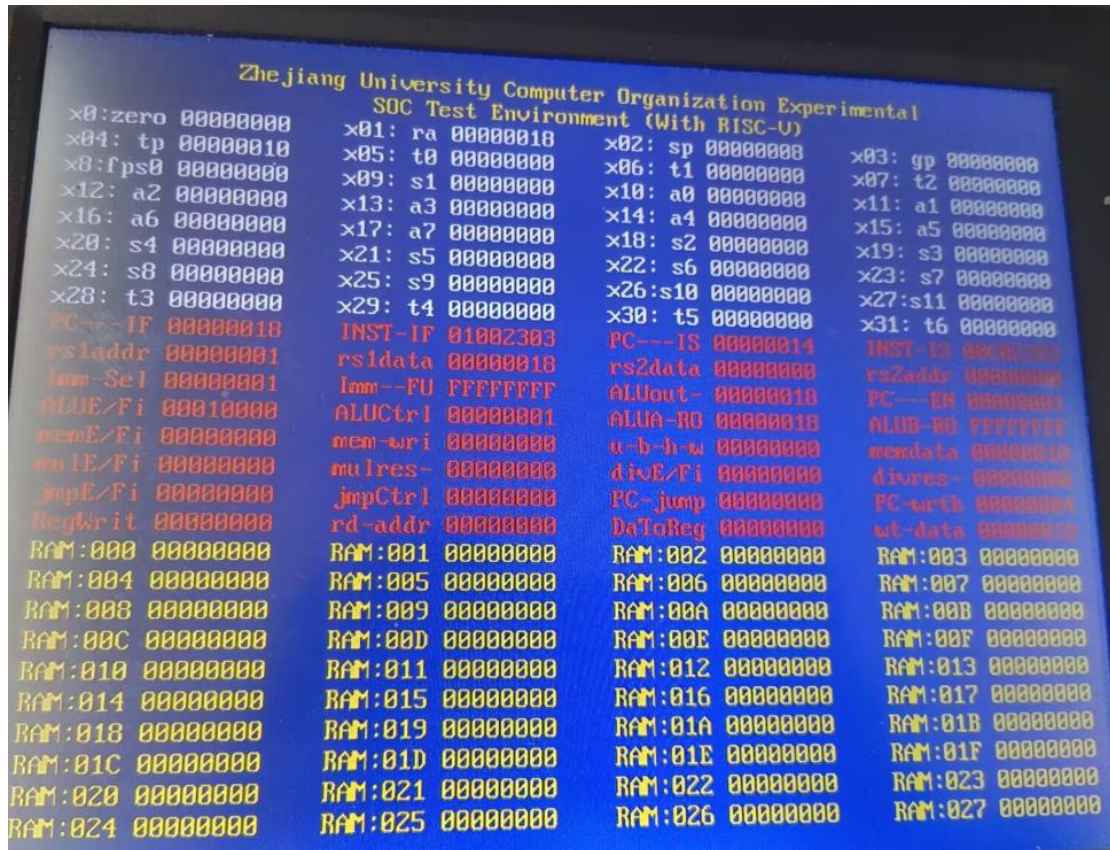 Zhejiang University Computer Organization Experimental
SOC Test Environment (With RISC-V)
x0:zero 00000000 x01: ra 00000018 x02: sp 00000008 x03: gp 00000000
x04: tp 00000010 x05: t0 00000000 x06: t1 00000000 x07: t2 00000000
x8:fps0 00000000 x09: s1 00000000 x10: a0 00000000 x11: a1 00000000
x12: a2 00000000 x13: a3 00000000 x14: a4 00000000 x15: a5 00000000
x16: a6 00000000 x17: a7 00000000 x18: s2 00000000 x19: s3 00000000
x20: s4 00000000 x21: s5 00000000 x22: s6 00000000 x23: s7 00000000
x24: s8 00000000 x25: s9 00000000 x26:s10 00000000 x27:s11 00000000
x28: t3 00000000 x29: t4 00000000 x30: t5 00000000 x31: t6 00000000
PC---IF 00000018 INST-IF 01002303 PC---IS 00000014 INST-IS
rs1addr 00000001 rs1data 00000018 rs2data 00000000 rs2addr
Imm-Sel 00000001 Imm--FU FFFFFFFF ALUout- 00000018 PC---EN 00000001
ALUE/Fi 00010000 ALUCtrl 00000001 ALUA-RO 00000018 ALUB-RO FFFFFFFF
memE/Fi 00000000 mem-wri 00000000 u-b-h-w 00000000 memdata
mulE/Fi 00000000 mulres- 00000000 divE/Fi 00000000 divres- 00000000
jmpE/Fi 00000000 jmpCtrl 00000000 PC-jump 00000000 PC-wrtb
RegWrit 00000000 rd-addr 00000000 DaToReg 00000000 wt-data
RAM:000 00000000 RAM:001 00000000 RAM:002 00000000 RAM:003 00000000
RAM:004 00000000 RAM:005 00000000 RAM:006 00000000 RAM:007 00000000
RAM:008 00000000 RAM:009 00000000 RAM:00A 00000000 RAM:00B 00000000
RAM:00C 00000000 RAM:00D 00000000 RAM:00E 00000000 RAM:00F 00000000
RAM:010 00000000 RAM:011 00000000 RAM:012 00000000 RAM:013 00000000
RAM:014 00000000 RAM:015 00000000 RAM:016 00000000 RAM:017 00000000
RAM:018 00000000 RAM:019 00000000 RAM:01A 00000000 RAM:01B 00000000
RAM:01C 00000000 RAM:01D 00000000 RAM:01E 00000000 RAM:01F 00000000
RAM:020 00000000 RAM:021 00000000 RAM:022 00000000 RAM:023 00000000
RAM:024 00000000 RAM:025 00000000 RAM:026 00000000 RAM:027 00000000